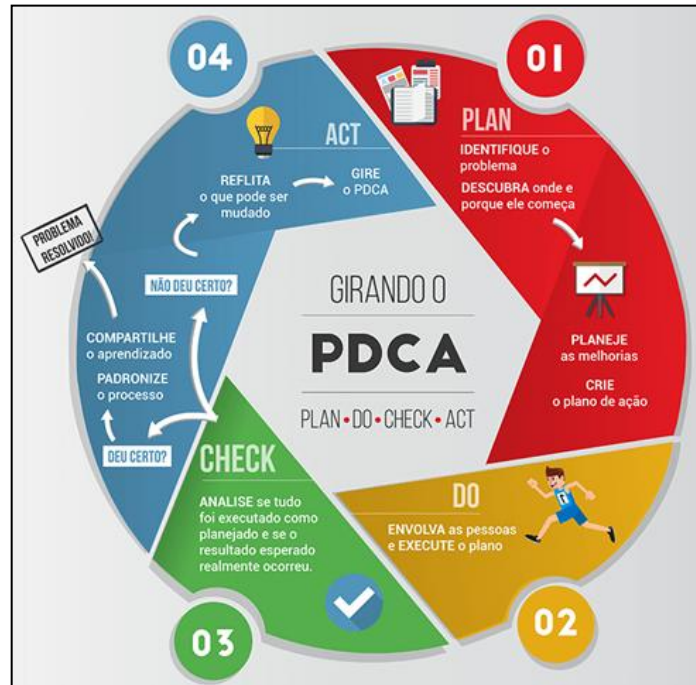 01
PLAN
IDENTIFIQUE o
problema
DESCUBRA onde e
porque ele começa
PLANEJE
as melhorias
CRIE
o plano de ação
DO
ENVOLVA as pessoas
e EXECUTE o plano
02
CHECK
ANALISE se tudo
foi executado como
planejado e se o
resultado esperado
realmente ocorreu.
03
04
ACT
DEU CERTO?
PADRONIZE
o processo
COMPARTILHE
o aprendizado
PROBLEMA
RESOLVIDO!
NÃO DEU CERTO?
REFLITA
o que pode ser
mudado
GIRE
o PDCA
GIRANDO O
PDCA
PLAN•DO•CHECK•ACT